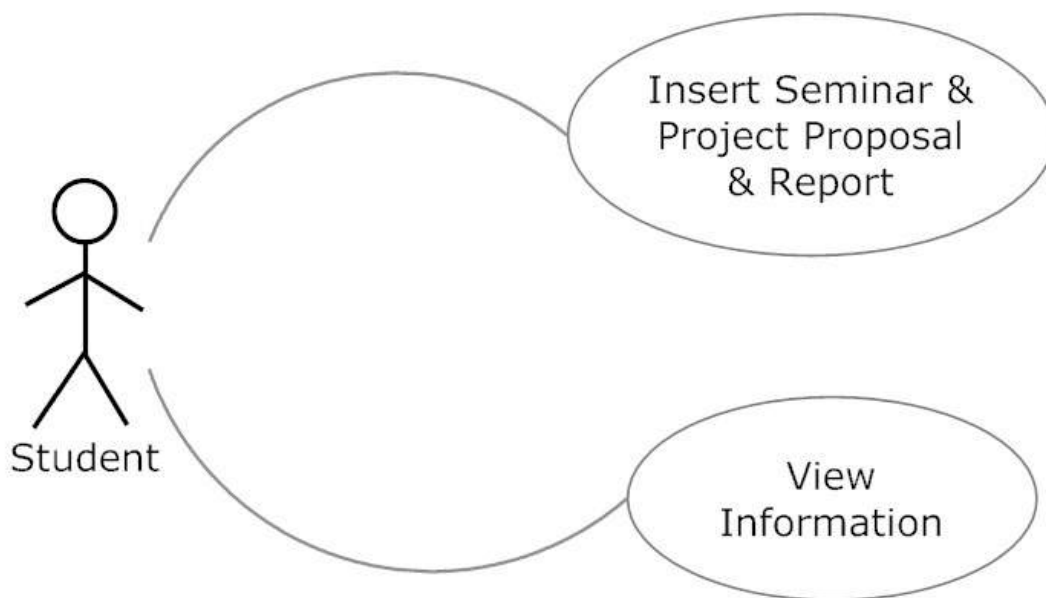 Insert Seminar &
Project Proposal
& Report
Student
View
Information